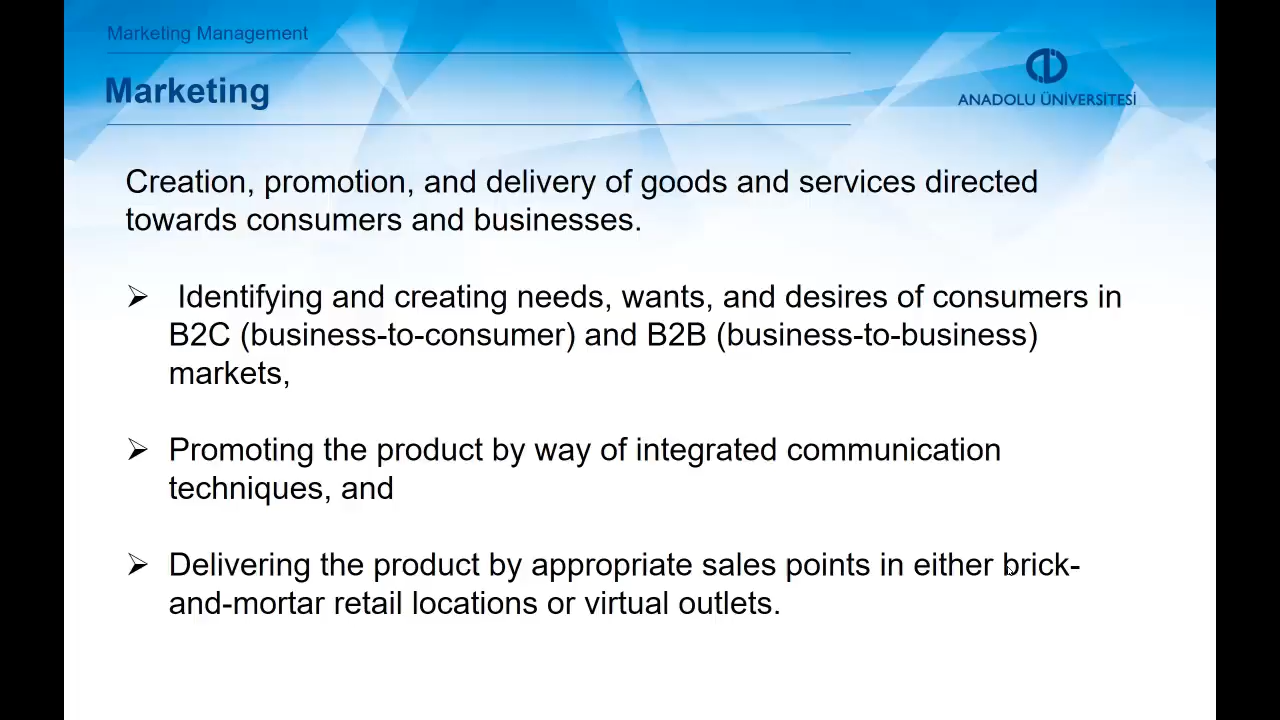 Marketing Management
Marketing
ANADOLU ÜNİVERSİTESİ
Creation, promotion, and delivery of goods and services directed
towards consumers and businesses.
➢ Identifying and creating needs, wants, and desires of consumers in
B2C (business-to-consumer) and B2B (business-to-business)
markets,
➢ Promoting the product by way of integrated communication
techniques, and
➢ Delivering the product by appropriate sales points in either brick-
and-mortar retail locations or virtual outlets.